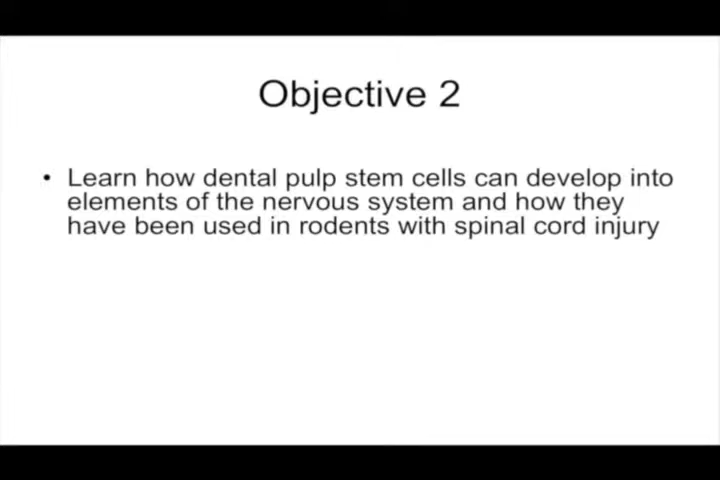 Objective 2
• Learn how dental pulp stem cells can develop into
elements of the nervous system and how they
have been used in rodents with spinal cord injury